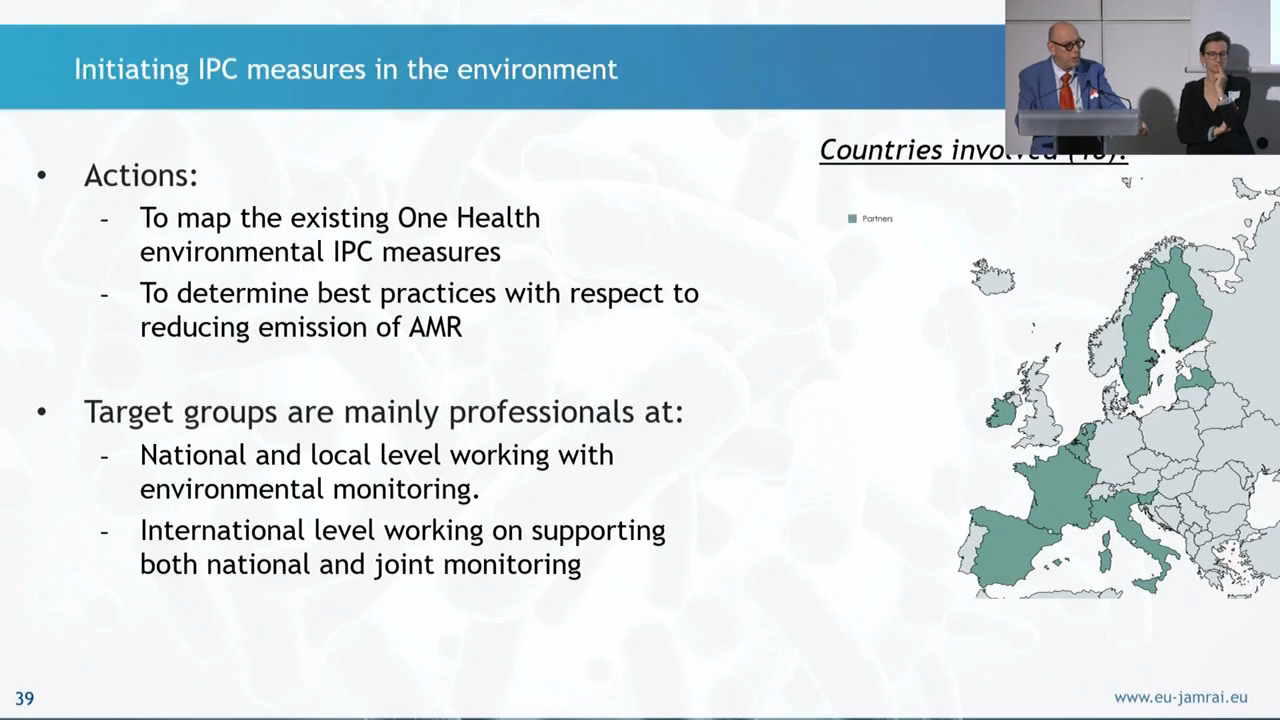 Initiating IPC measures in the environment
Countries
• Actions:
- To map the existing One Health
environmental IPC measures
- To determine best practices with respect to
reducing emission of AMR
Partners
• Target groups are mainly professionals at:
- National and local level working with
environmental monitoring.
- International level working on supporting
both national and joint monitoring
39
www.eu-jamrai.eu